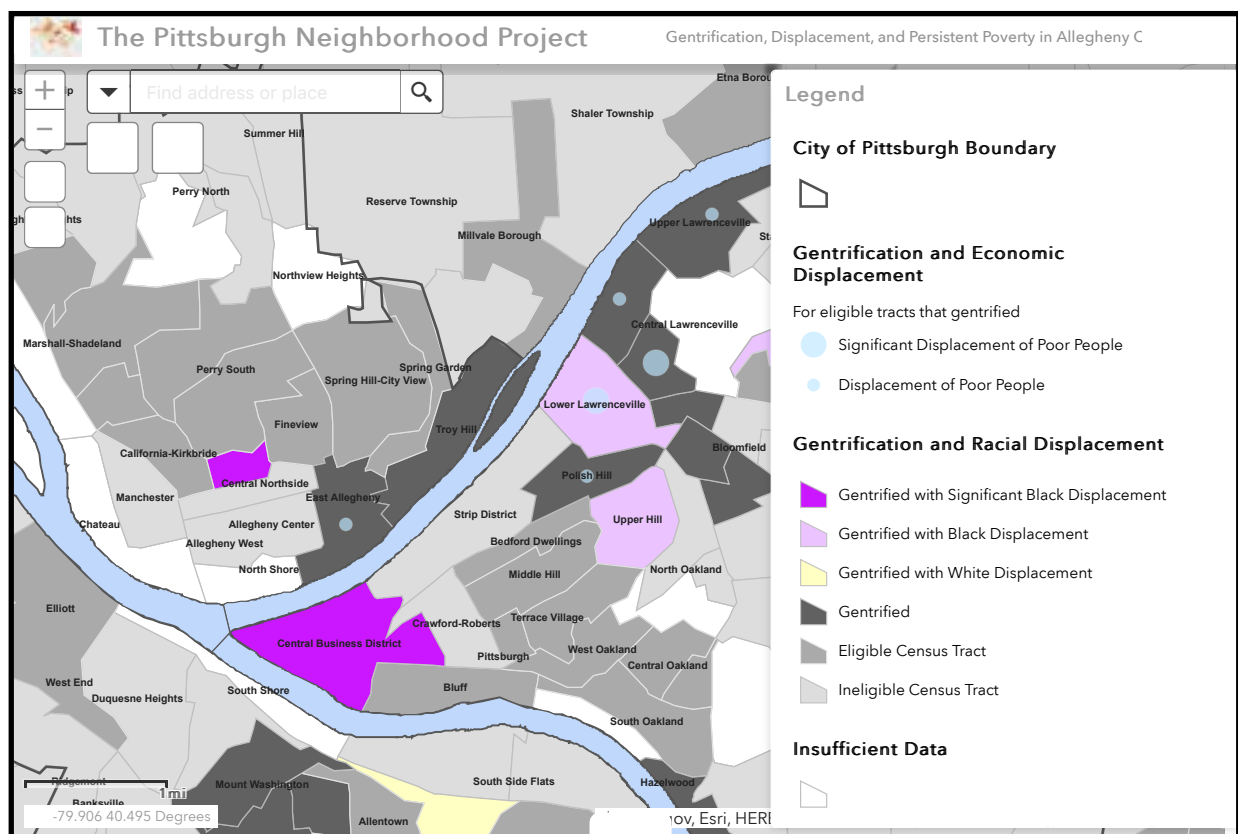 The Pittsburgh Neighborhood Project
Gentrification, Displacement, and Persistent Poverty in Allegheny C
+
−
Find address or place
Etna Borou
Shaler Township
Summer Hill
Perry North
Reserve Township
Millvale Borough
Upper Lawrenceville
Northview Heights
Central Lawrenceville
Marshall-Shadeland
Perry South
Spring Garden
Spring Hill-City View
Lower Lawrenceville
Fineview
Troy Hill
Bloomfield
California-Kirkbride
Polish Hill
Central Northside
East Allegheny
Manchester
Strip District
Upper Hill
Chateau
Allegheny Center
Allegheny West
Bedford Dwellings
North Shore
Middle Hill
North Oakland
Elliott
Crawford-Roberts
Terrace Village
Central Business District
Pittsburgh
West Oakland
Central Oakland
West End
Duquesne Heights
South Shore
Bluff
South Oakland
Ridgemont
Mount Washington
South Side Flats
Hazelwood
1mi
Banksville
-79.906 40.495 Degrees
Allentown
ov, Esri, HERE
Legend
City of Pittsburgh Boundary
Gentrification and Economic
Displacement
For eligible tracts that gentrified
Significant Displacement of Poor People
Displacement of Poor People
Gentrification and Racial Displacement
Gentrified with Significant Black Displacement
Gentrified with Black Displacement
Gentrified with White Displacement
Gentrified
Eligible Census Tract
Ineligible Census Tract
Insufficient Data